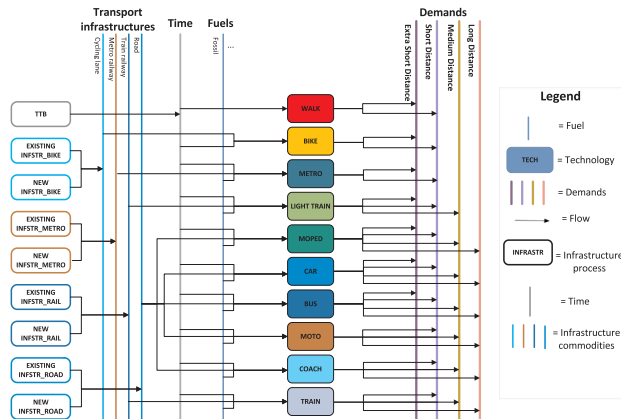 Transport
infrastructures
Time
Fuels
Demands
Cycling lane
Metro railway
Train railway
Road
Fossil
...
Extra Short Distance
Short Distance
Medium Distance
Long Distance
TTB
EXISTING
INFSTR_BIKE
NEW
INFSTR_BIKE
EXISTING
INFSTR_METRO
NEW
INFSTR_METRO
EXISTING
INFSTR_RAIL
NEW
INFSTR_RAIL
EXISTING
INFSTR_ROAD
NEW
INFSTR_ROAD
WALK
BIKE
METRO
LIGHT TRAIN
MOPED
CAR
BUS
MOTO
COACH
TRAIN
Legend
= Fuel
TECH
= Technology
= Demands
= Flow
INFRASTR
= Infrastructure
process
= Time
= Infrastructure
commodities